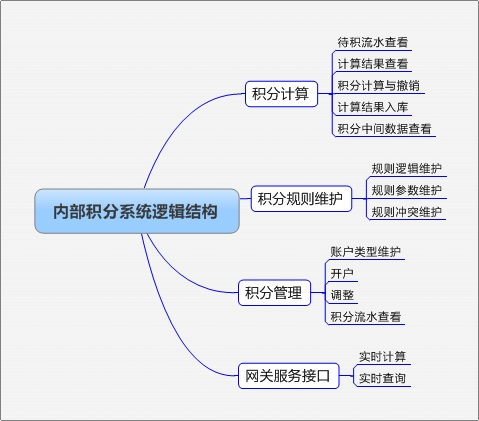 内部积分系统逻辑结构
积分计算
待积流水查看
计算结果查看
积分计算与撤销
计算结果入库
积分中间数据查看
积分规则维护
规则逻辑维护
规则参数维护
规则冲突维护
积分管理
账户类型维护
开户
调整
积分流水查看
网关服务接口
实时计算
实时查询